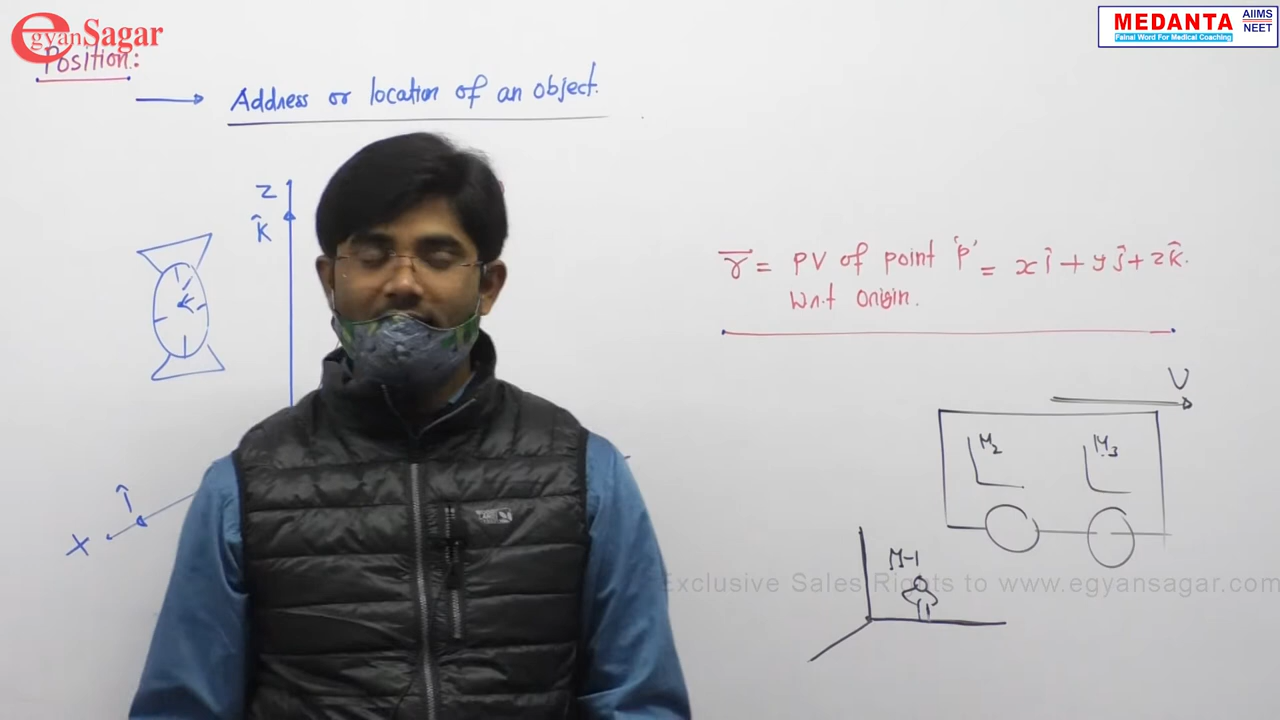 egyanSagar
MEDANTA AIIMS NEET
Fainal Word For Medical Coaching
Position:
Address or location of an object.
Z
k̂
î
X
r⃗ = PV of point 'p' = xî + yĵ + zk̂.
w.r.t origin.
V
M2
M3
M-1
Exclusive Sales Rights to www.egyansagar.com